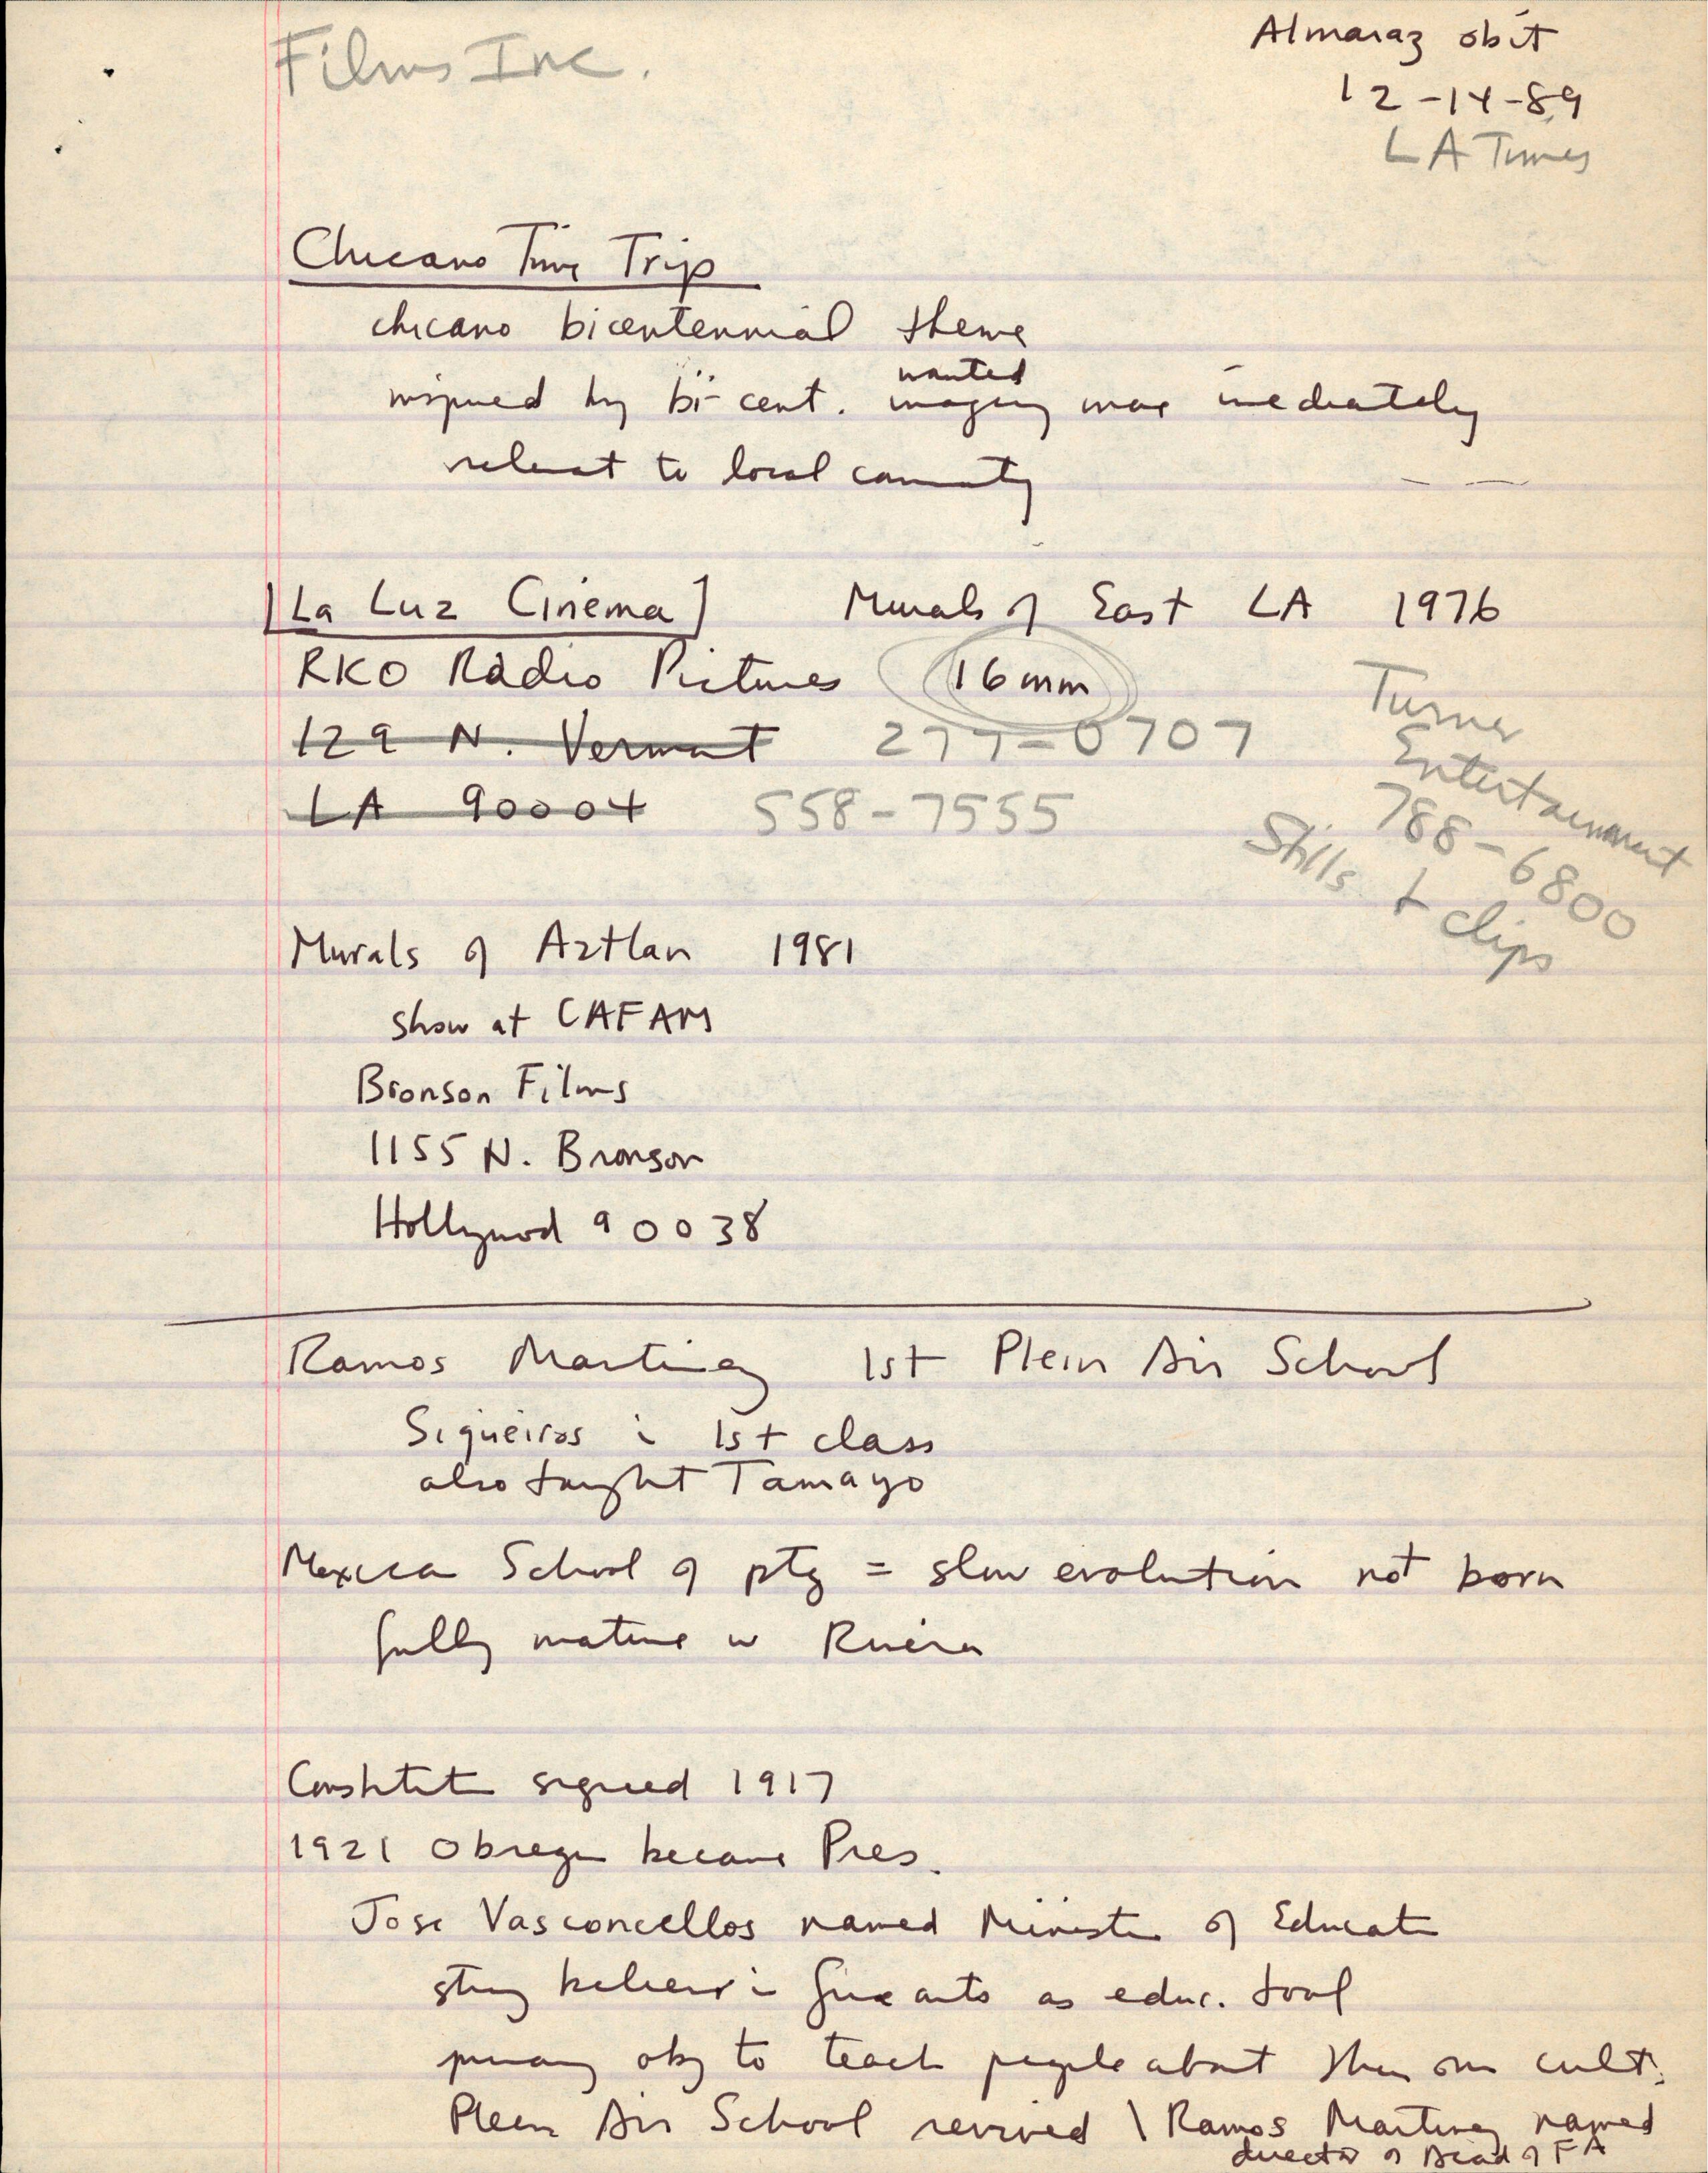 Films Inc.
Almaraz obit
12-14-89
LA Times
Chicano Time Trip
chicano bicentennial theme
wanted
inspired by bi-cent. imagery more imediately
relevant to local community
[La Luz Cinema] Murals of East LA 1976
RKO Radio Pictures 16mm
129 N. Vermont 277-0707
LA 90004 558-7555
Turner
Entertainment
788-6800
Stills + clips
Murals of Aztlan 1981
show at CAFAM
Bronson Films
1155 N. Bronson
Hollywood 90038
Ramos Martinez 1st Plein Air School
Siqueiros i 1st class
also taught Tamayo
Mexican School of ptg = slow evolution not born
fully mature w Rivera
Constitut signed 1917
1921 Obregon became Pres.
Jose Vasconcellos named Minister of Educat
strong believer i fine arts as educ. tool
primary obj to teach people about their own cult.
Plein Air School revived \ Ramos Martinez named
director of Acad of FA